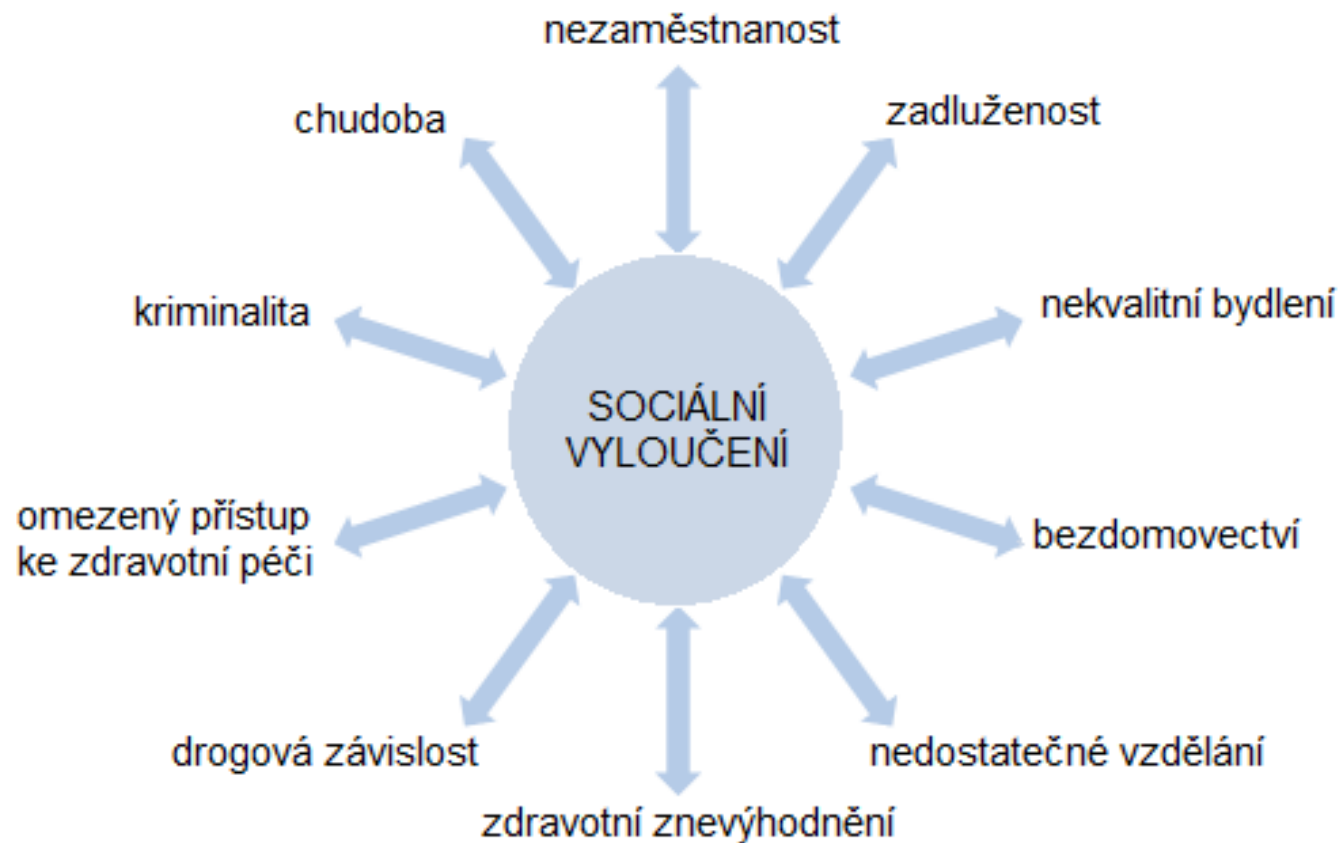 nezaměstnanost
zadluženost
chudoba
nekvalitní bydlení
kriminalita
SOCIÁLNÍ
VYLOUČENÍ
omezený přístup
ke zdravotní péči
bezdomovectví
drogová závislost
nedostatečné vzdělání
zdravotní znevýhodnění